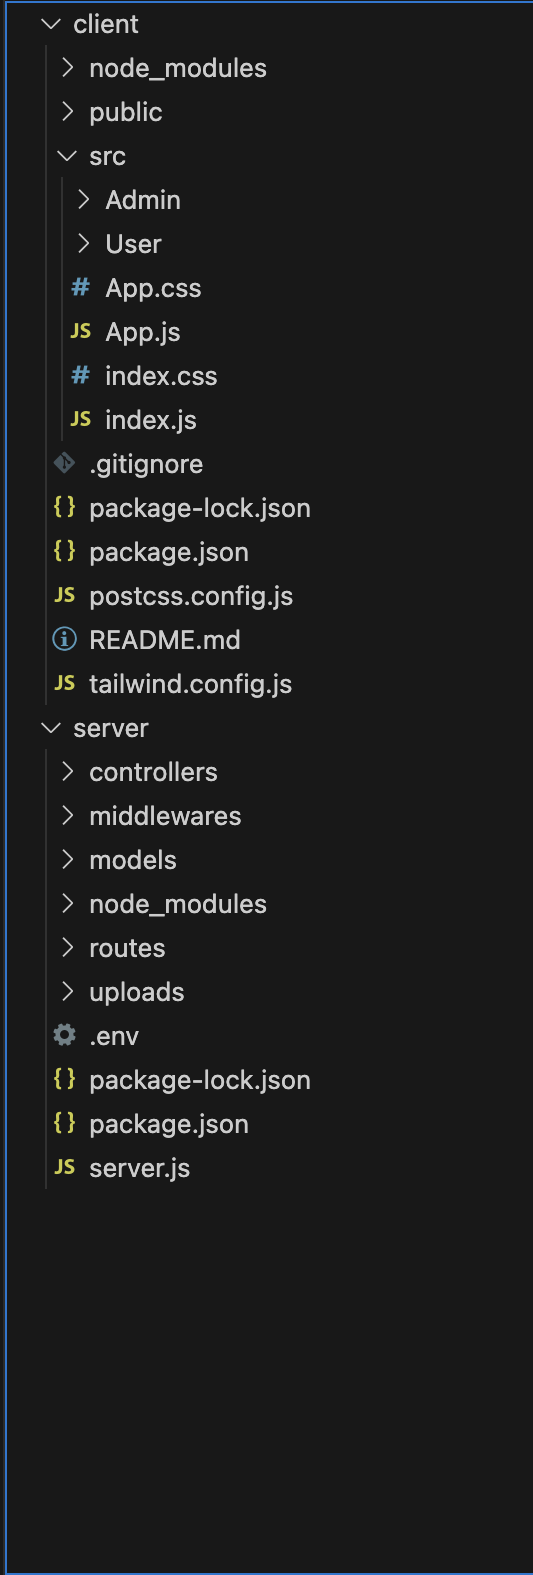 client
node_modules
public
src
Admin
User
# App.css
JS App.js
# index.css
JS index.js
.gitignore
{} package-lock.json
{} package.json
JS postcss.config.js
README.md
JS tailwind.config.js
server
controllers
middlewares
models
node_modules
routes
uploads
.env
{} package-lock.json
{} package.json
JS server.js